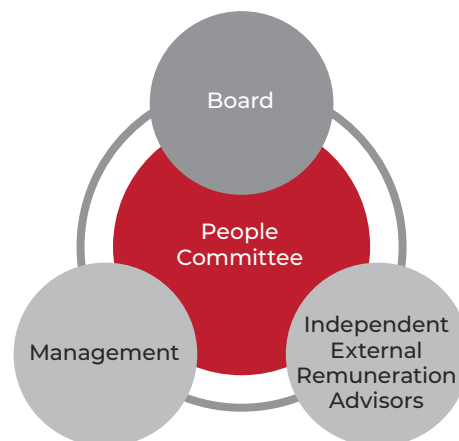 Board
People
Committee
Management
Independent
External
Remuneration
Advisors